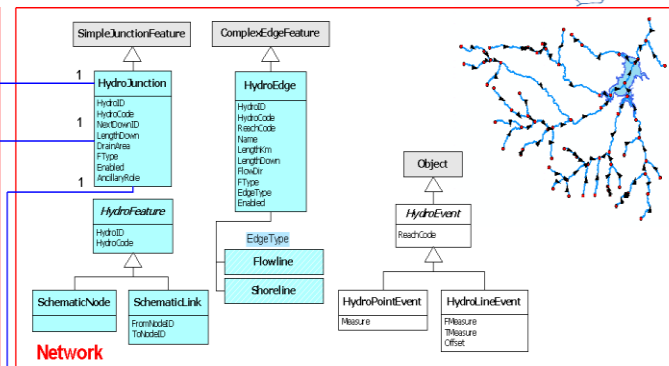 SimpleJunctionFeature
1
HydroJunction
HydroID
HydroCode
NextDownID
LengthDown
DrainArea
FType
Enabled
AncillaryRole
1
1
HydroFeature
HydroID
HydroCode
SchematicNode
SchematicLink
FromNodeID
ToNodeID
Network
ComplexEdgeFeature
HydroEdge
HydroID
HydroCode
ReachCode
Name
LengthKm
LengthDown
FlowDir
FType
EdgeType
Enabled
EdgeType
Flowline
Shoreline
Object
HydroEvent
ReachCode
HydroPointEvent
Measure
HydroLineEvent
FMeasure
TMeasure
Offset